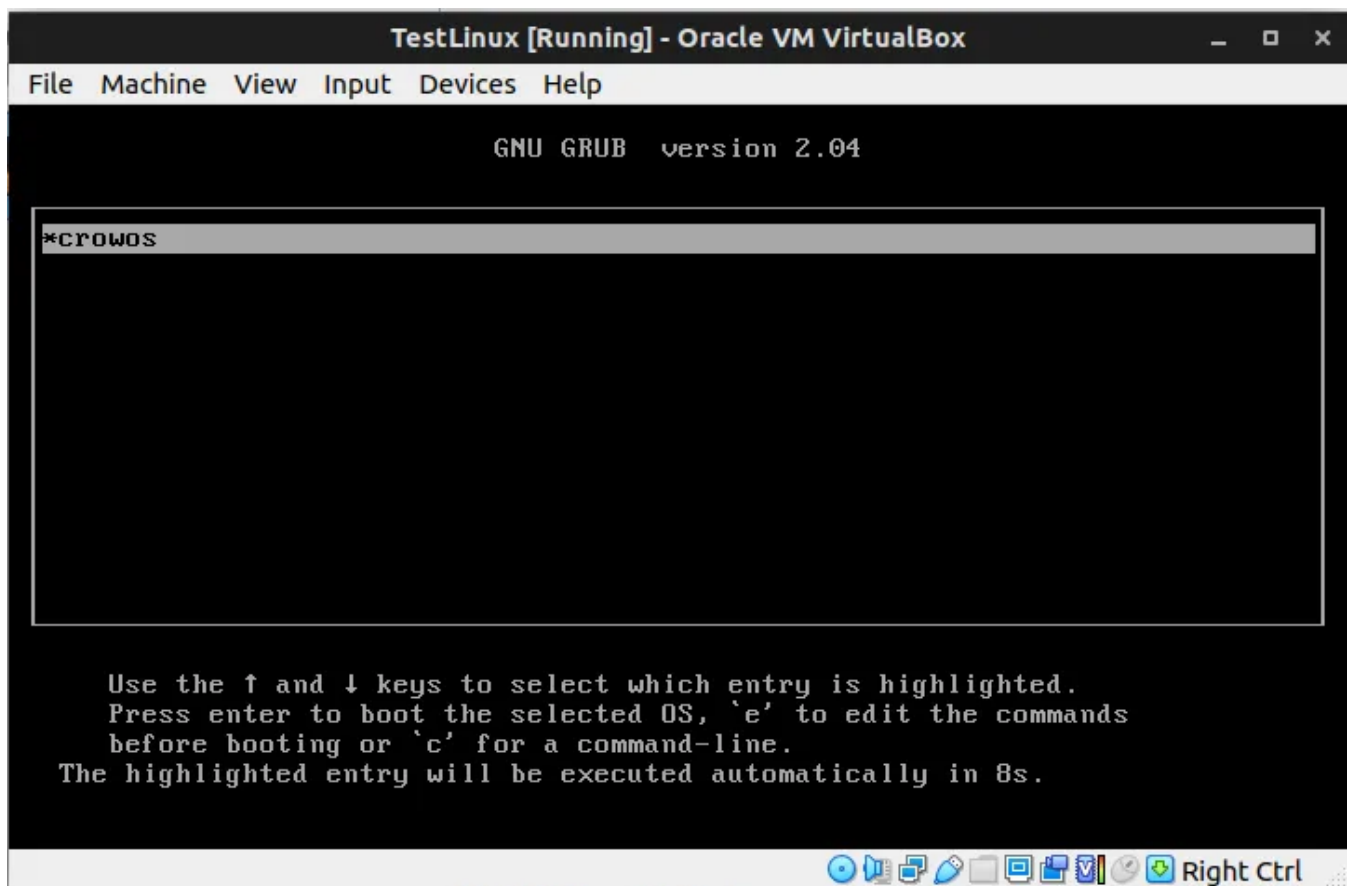 TestLinux [Running] - Oracle VM VirtualBox
File Machine View Input Devices Help
GNU GRUB version 2.04
*crowos
Use the ↑ and ↓ keys to select which entry is highlighted.
Press enter to boot the selected OS, `e' to edit the commands
before booting or `c' for a command-line.
The highlighted entry will be executed automatically in 8s.
Right Ctrl